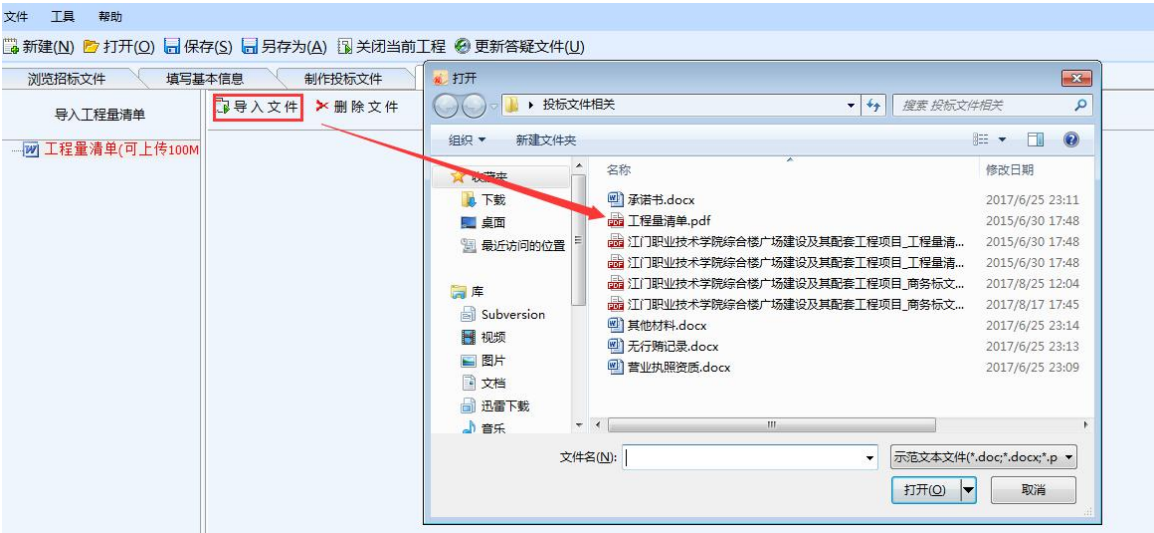 文件 工具 帮助
新建(N) 打开(O) 保存(S) 另存为(A) 关闭当前工程 更新答疑文件(U)
浏览招标文件 填写基本信息 制作投标文件
导入工程量清单
工程量清单(可上传100M
导入文件 删除文件
打开
投标文件相关
搜索 投标文件相关
组织 新建文件夹
收藏夹
下载
桌面
最近访问的位置
库
Subversion
视频
图片
文档
迅雷下载
音乐
名称 修改日期
承诺书.docx 2017/6/25 23:11
工程量清单.pdf 2015/6/30 17:48
江门职业技术学院综合楼广场建设及其配套工程项目_工程量清... 2015/6/30 17:48
江门职业技术学院综合楼广场建设及其配套工程项目_工程量清... 2015/6/30 17:48
江门职业技术学院综合楼广场建设及其配套工程项目_商务标文... 2017/8/25 12:04
江门职业技术学院综合楼广场建设及其配套工程项目_商务标文... 2017/8/17 17:45
其他材料.docx 2017/6/25 23:14
无行贿记录.docx 2017/6/25 23:13
营业执照资质.docx 2017/6/25 23:09
文件名(N):
示范文本文件(*.doc;*.docx;*.p
打开(O) 取消